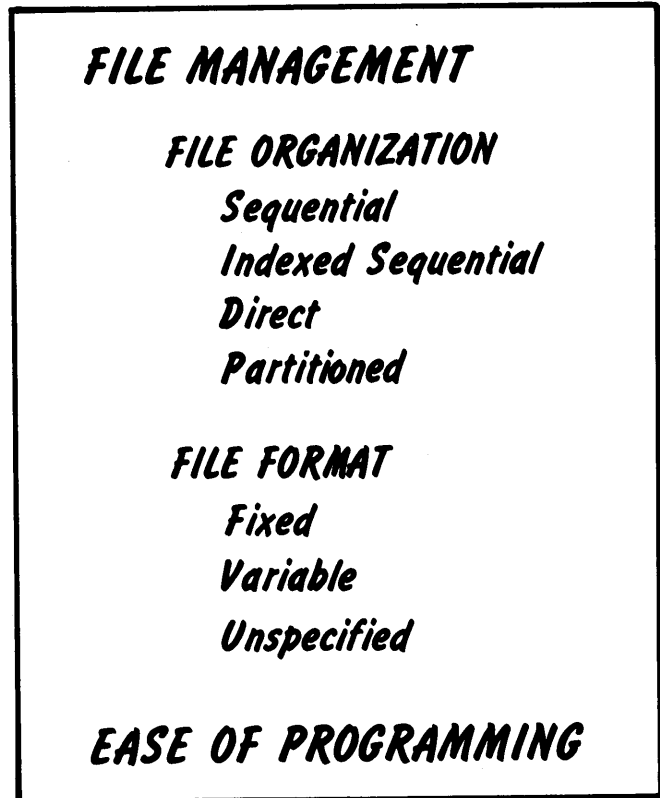 FILE MANAGEMENT
FILE ORGANIZATION
Sequential
Indexed Sequential
Direct
Partitioned
FILE FORMAT
Fixed
Variable
Unspecified
EASE OF PROGRAMMING